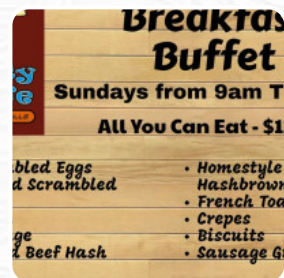 Breakfas
Buffet
Sundays from 9am T
All You Can Eat - $1
bled Eggs
d Scrambled
ge
d Beef Hash
• Homestyle
Hashbrown
• French Toa
• Crepes
• Biscuits
• Sausage G